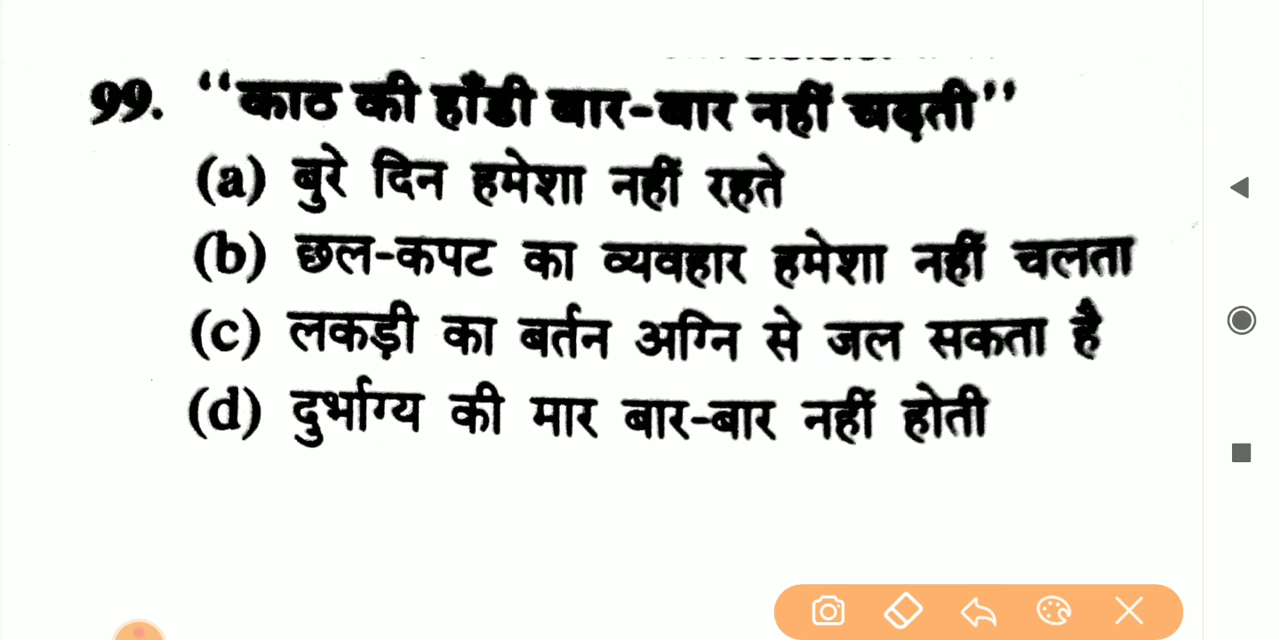 99. “काठ की हाँडी बार-बार नहीं चढ़ती”
(a) बुरे दिन हमेशा नहीं रहते
(b) छल-कपट का व्यवहार हमेशा नहीं चलता
(c) लकड़ी का बर्तन अग्नि से जल सकता है
(d) दुर्भाग्य की मार बार-बार नहीं होती